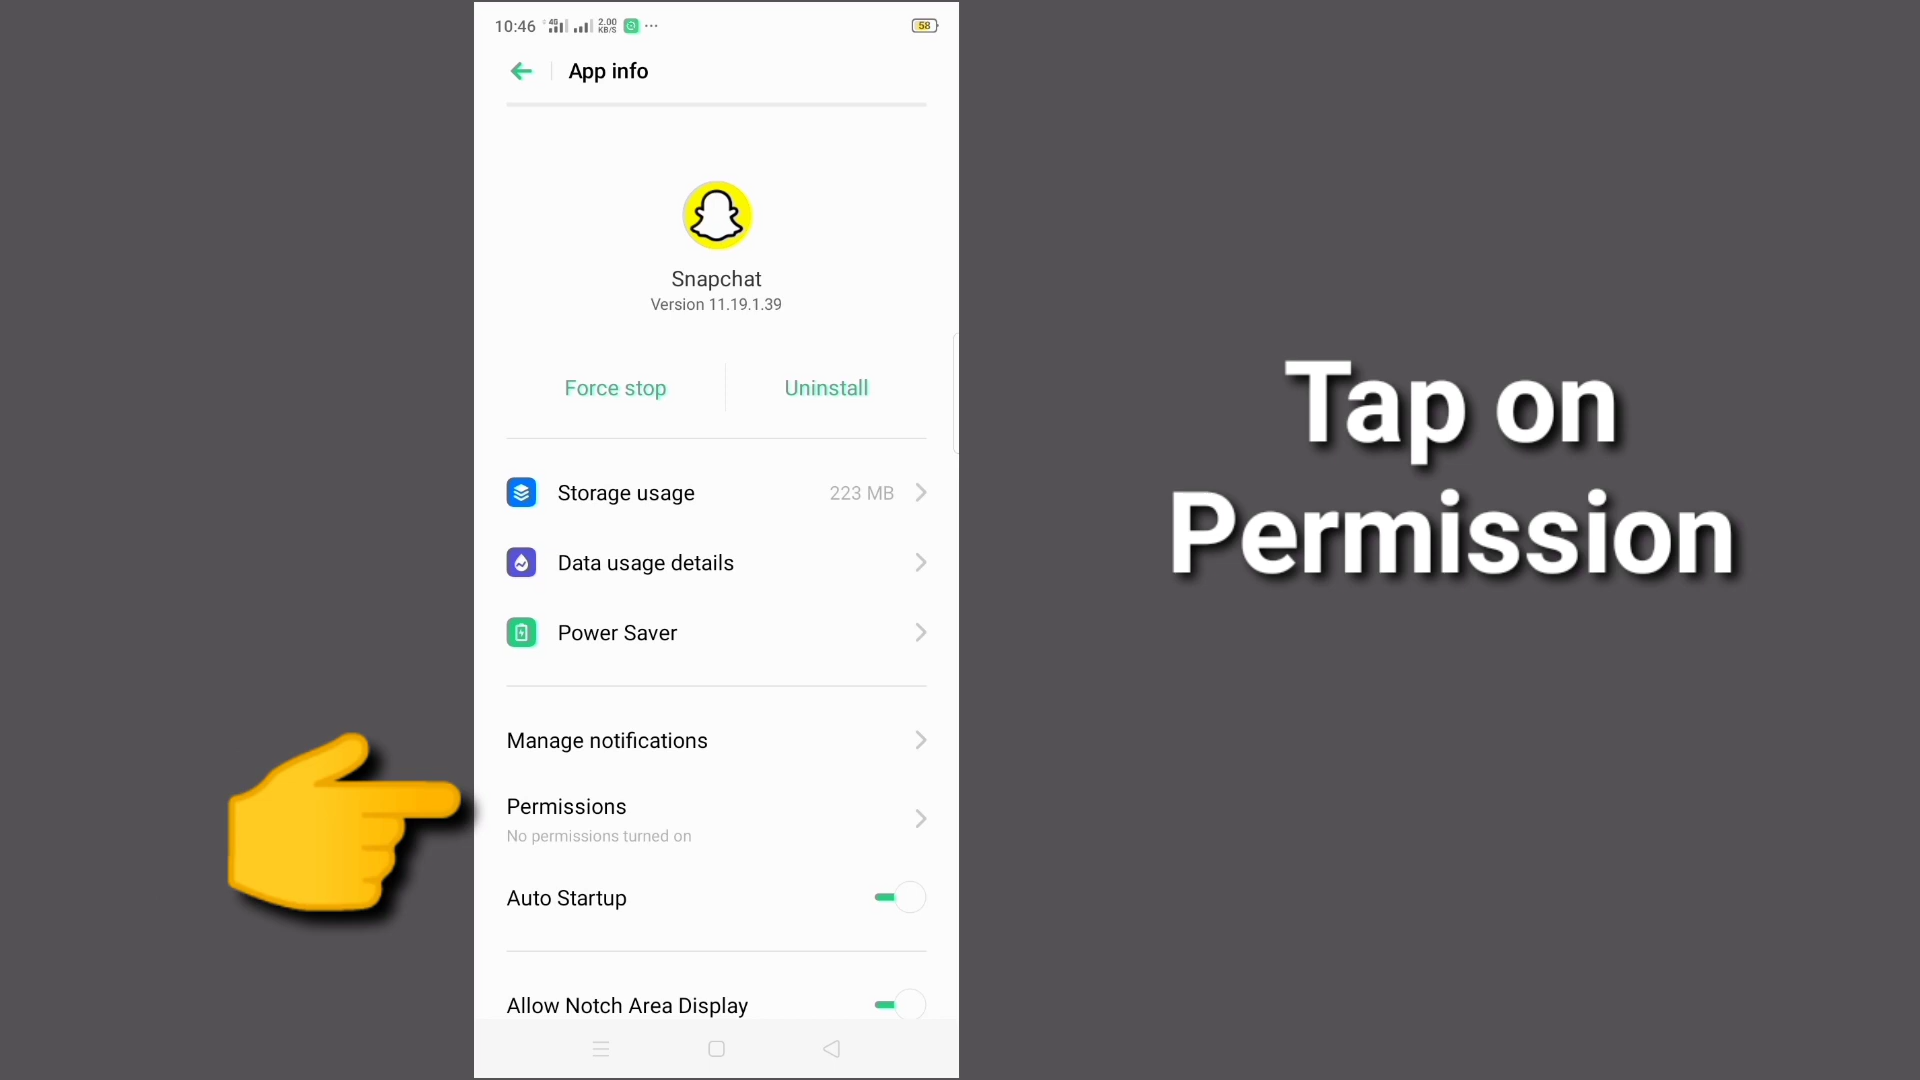 10:46 4G 2.00 KB/S ... 58
App info
Snapchat
Version 11.19.1.39
Force stop Uninstall
Storage usage 223 MB
Data usage details
Power Saver
Manage notifications
Permissions
No permissions turned on
Auto Startup
Allow Notch Area Display
Tap on
Permission